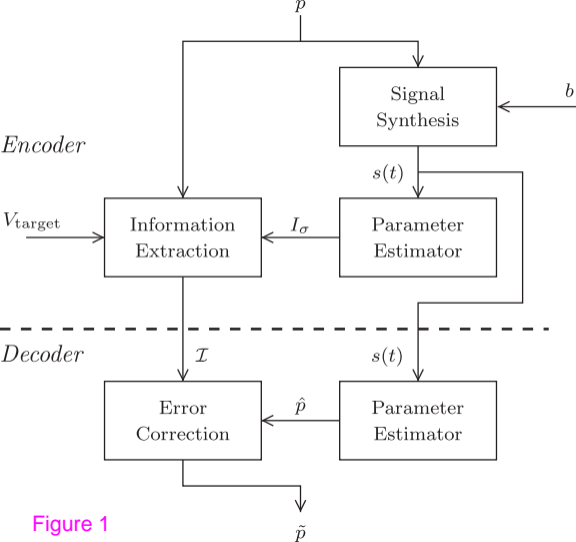 p
Signal
Synthesis
b
Encoder
s(t)
V_target
Information
Extraction
I_σ
Parameter
Estimator
Decoder
ℐ
s(t)
Error
Correction
p̂
Parameter
Estimator
p̃
Figure 1